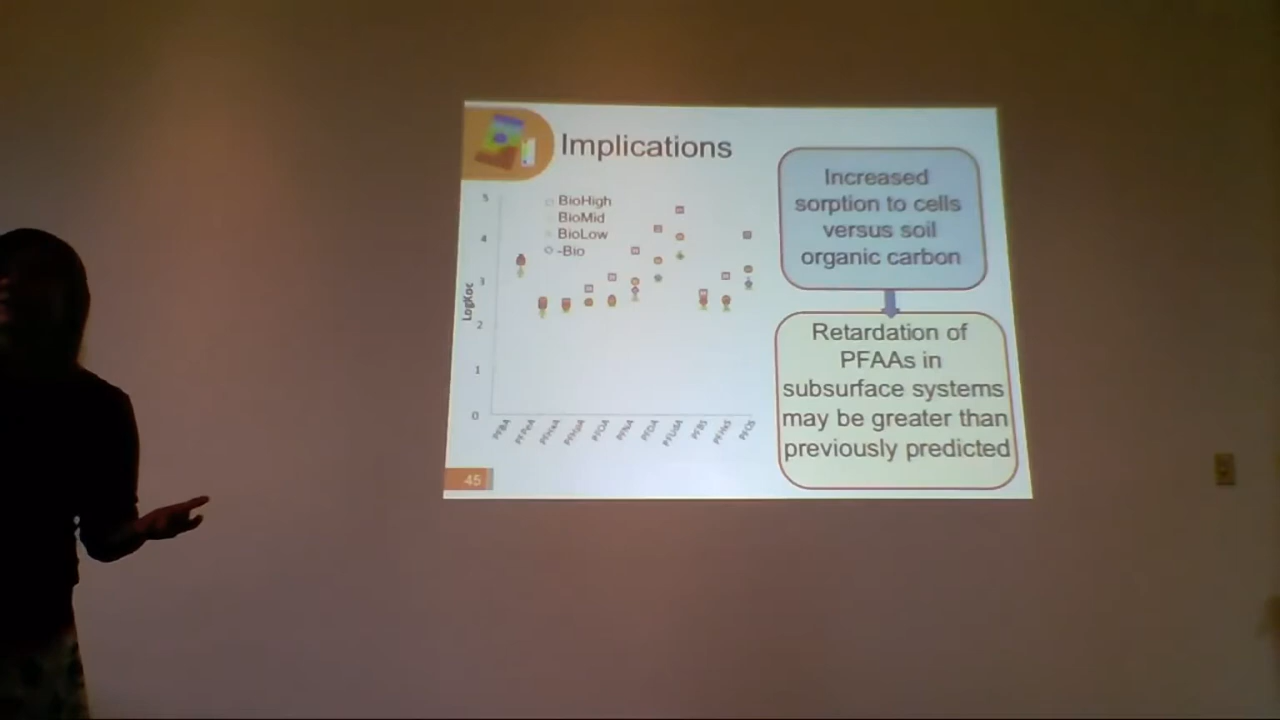 Implications
5
4
3
2
1
0
LogKoc
BioHigh
BioMid
BioLow
-Bio
PFBA
PFPeA
PFHxA
PFHpA
PFOA
PFNA
PFDA
PFUdA
PFBS
PFHxS
PFOS
Increased
sorption to cells
versus soil
organic carbon
Retardation of
PFAAs in
subsurface systems
may be greater than
previously predicted
45